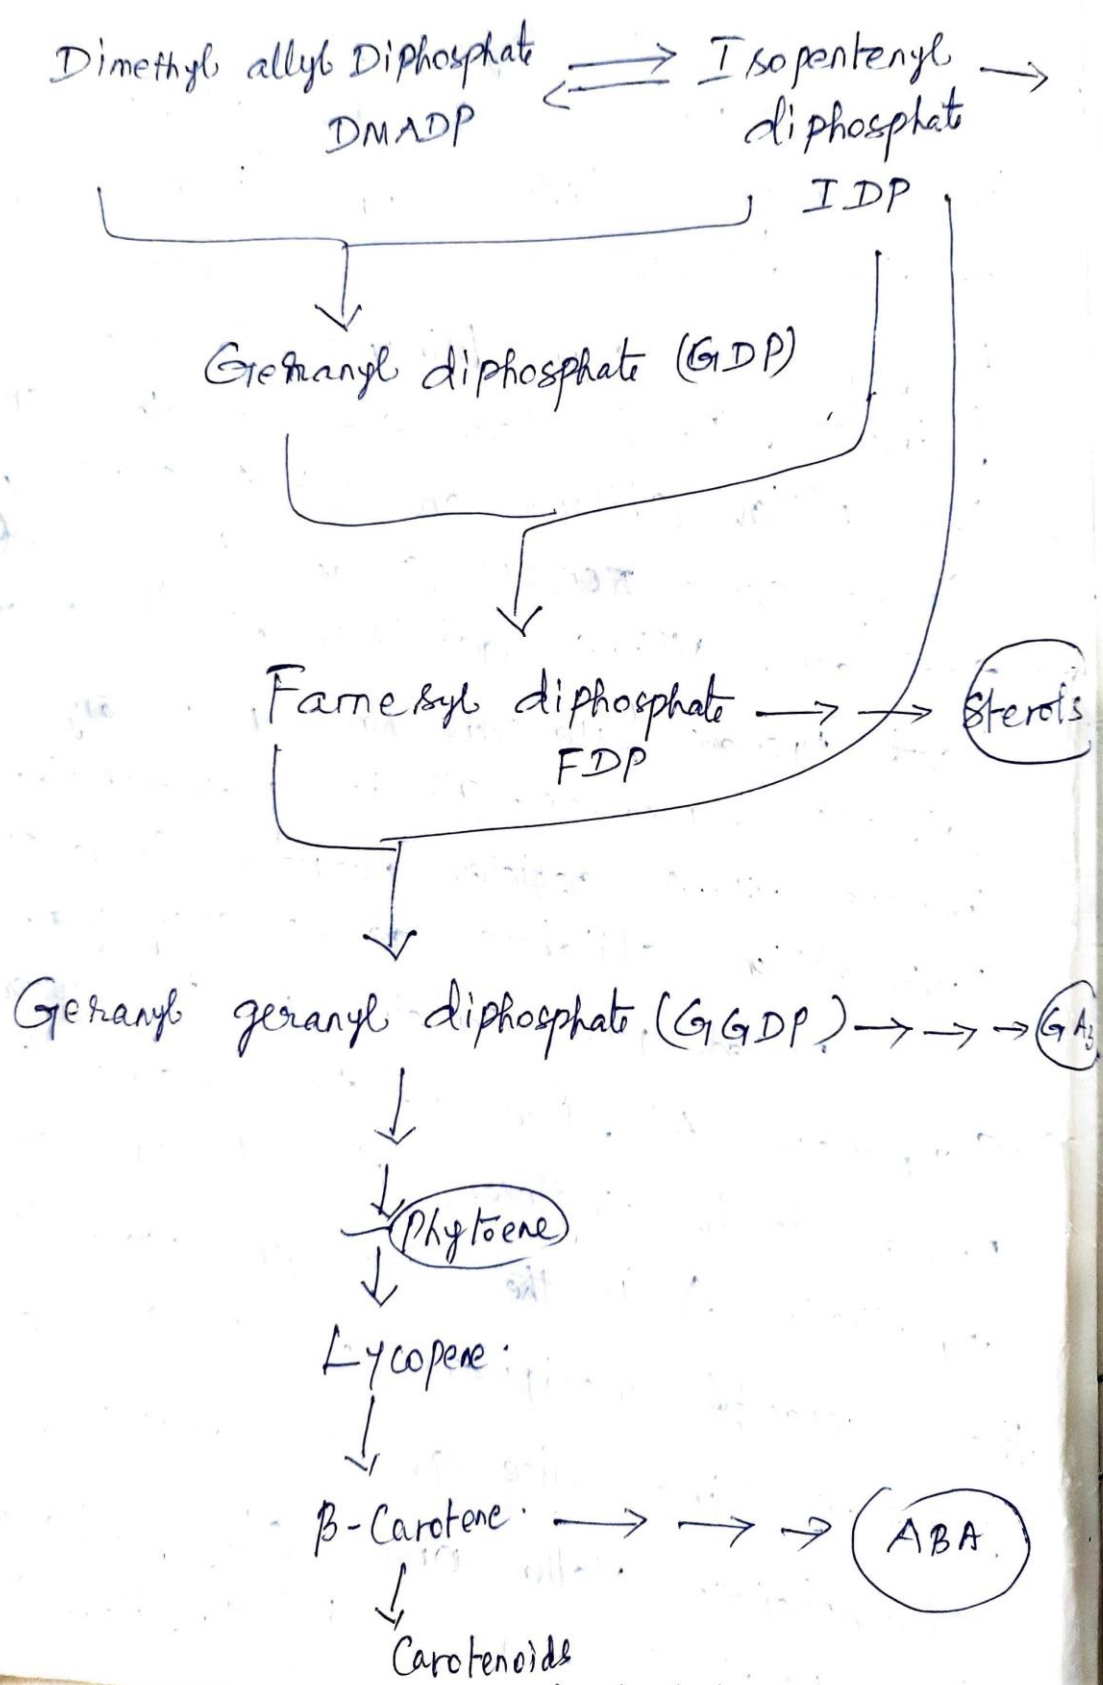 Dimethyl allyl Diphosphate ⇌ Isopentenyl →
DMADP
diphosphate
IDP
Geranyl diphosphate (GDP)
Farnesyl diphosphate → → Sterols
FDP
Geranyl geranyl diphosphate (GGDP) → → → GA3
Phytoene
Lycopene
β-Carotene → → → ABA
Carotenoids